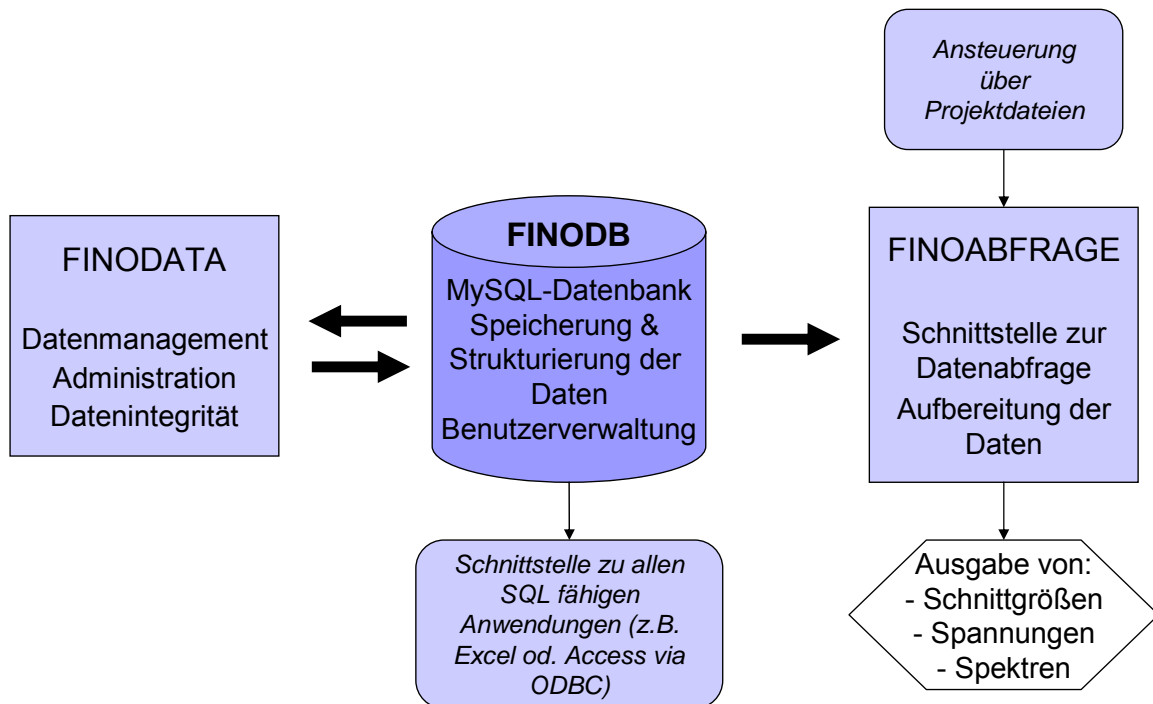 Ansteuerung
über
Projektdateien
FINODATA
Datenmanagement
Administration
Datenintegrität
FINODB
MySQL-Datenbank
Speicherung &
Strukturierung der
Daten
Benutzerverwaltung
FINOABFRAGE
Schnittstelle zur
Datenabfrage
Aufbereitung der
Daten
Schnittstelle zu allen
SQL fähigen
Anwendungen (z.B.
Excel od. Access via
ODBC)
Ausgabe von:
- Schnittgrößen
- Spannungen
- Spektren